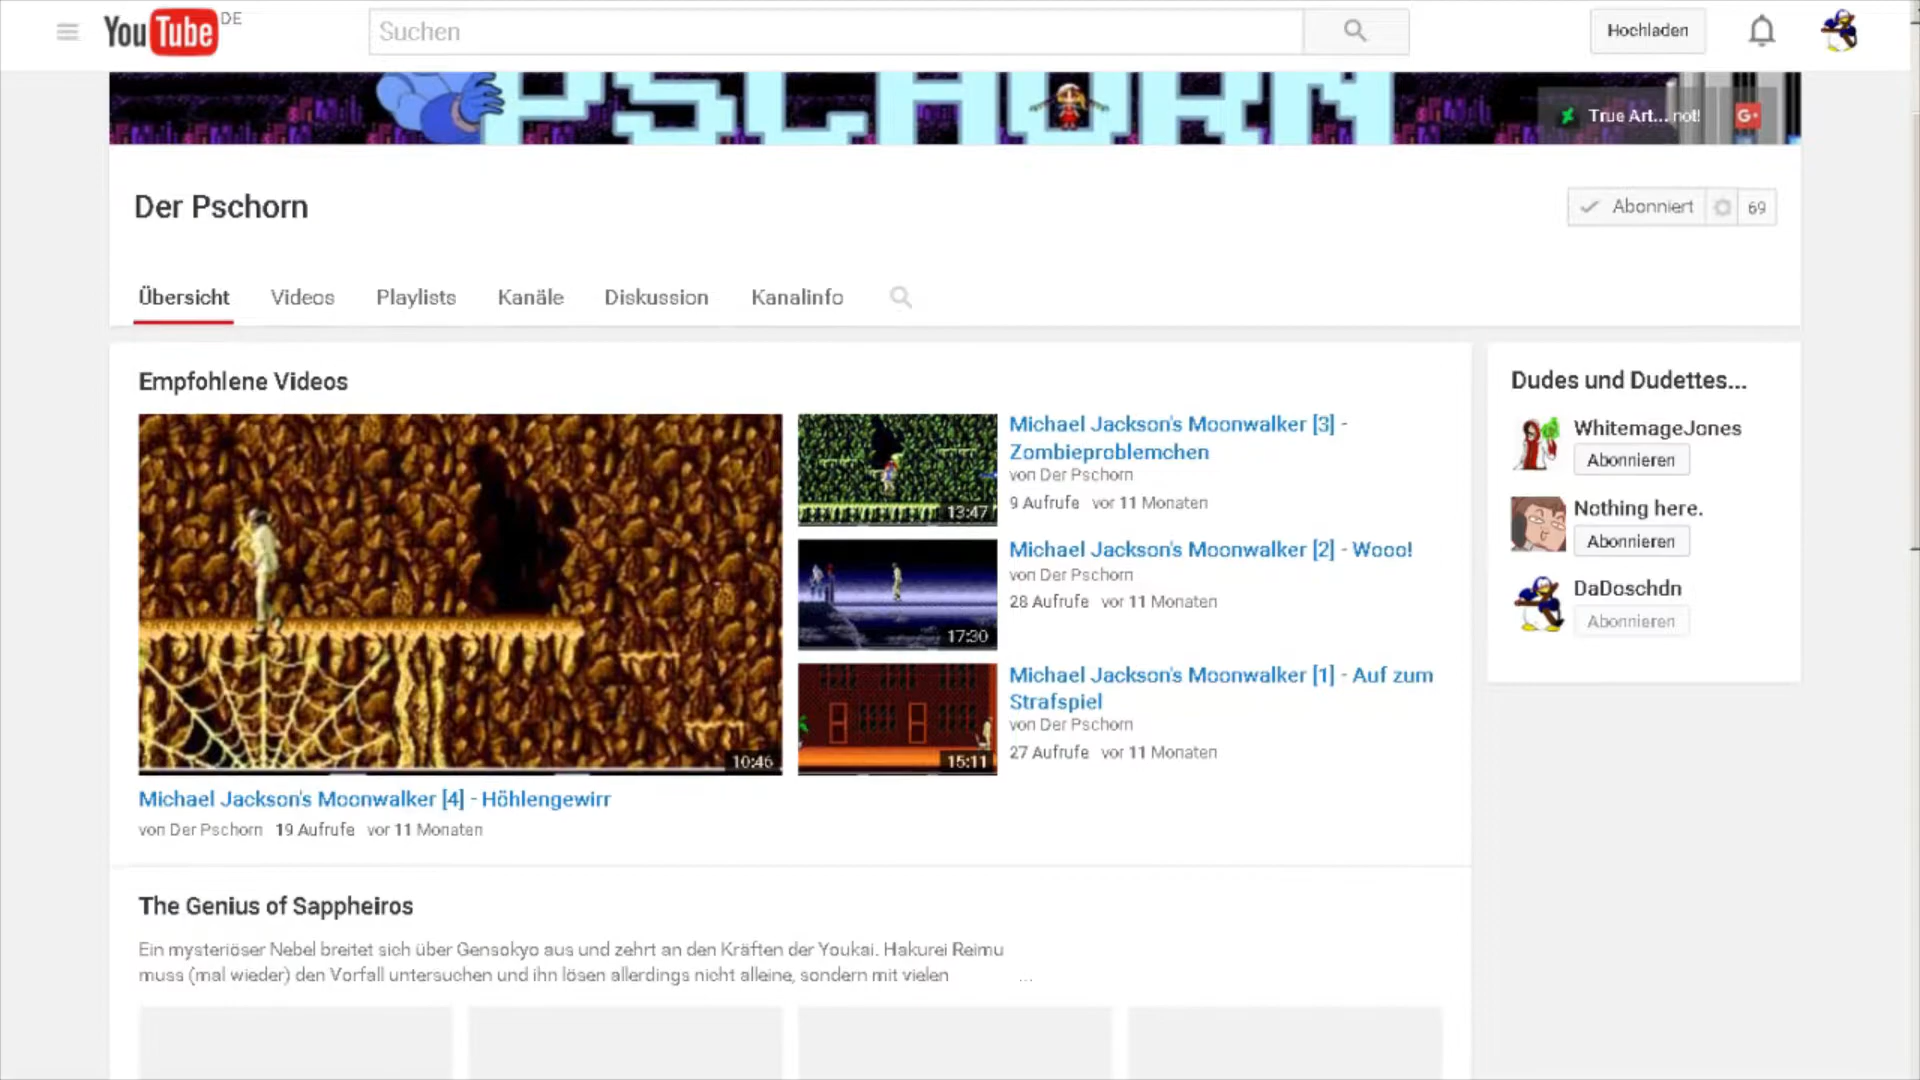 YouTube DE
Suchen
Hochladen
PSCHORN
True Art... not!
G+
Der Pschorn
Abonniert
69
Übersicht
Videos
Playlists
Kanäle
Diskussion
Kanalinfo
Empfohlene Videos
10:46
Michael Jackson's Moonwalker [4] - Höhlengewirr
von Der Pschorn 19 Aufrufe vor 11 Monaten
13:47
Michael Jackson's Moonwalker [3] -
Zombieproblemchen
von Der Pschorn
9 Aufrufe vor 11 Monaten
17:30
Michael Jackson's Moonwalker [2] - Wooo!
von Der Pschorn
28 Aufrufe vor 11 Monaten
15:11
Michael Jackson's Moonwalker [1] - Auf zum
Strafspiel
von Der Pschorn
27 Aufrufe vor 11 Monaten
Dudes und Dudettes...
WhitemageJones
Abonnieren
Nothing here.
Abonnieren
DaDoschdn
Abonnieren
The Genius of Sappheiros
Ein mysteriöser Nebel breitet sich über Gensokyo aus und zehrt an den Kräften der Youkai. Hakurei Reimu
muss (mal wieder) den Vorfall untersuchen und ihn lösen allerdings nicht alleine, sondern mit vielen ...